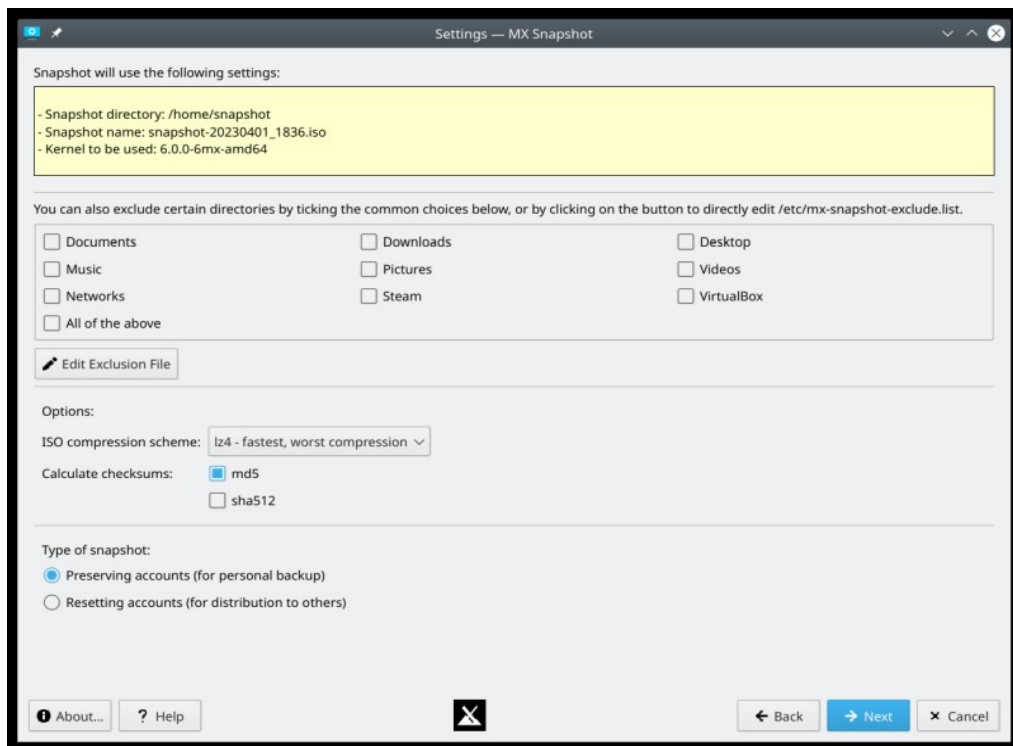 Settings — MX Snapshot
Snapshot will use the following settings:
- Snapshot directory: /home/snapshot
- Snapshot name: snapshot-20230401_1836.iso
- Kernel to be used: 6.0.0-6mx-amd64
You can also exclude certain directories by ticking the common choices below, or by clicking on the button to directly edit /etc/mx-snapshot-exclude.list.
Documents Downloads Desktop
Music Pictures Videos
Networks Steam VirtualBox
All of the above
Edit Exclusion File
Options:
ISO compression scheme: lz4 - fastest, worst compression
Calculate checksums: md5
sha512
Type of snapshot:
Preserving accounts (for personal backup)
Resetting accounts (for distribution to others)
About... ? Help Back Next Cancel